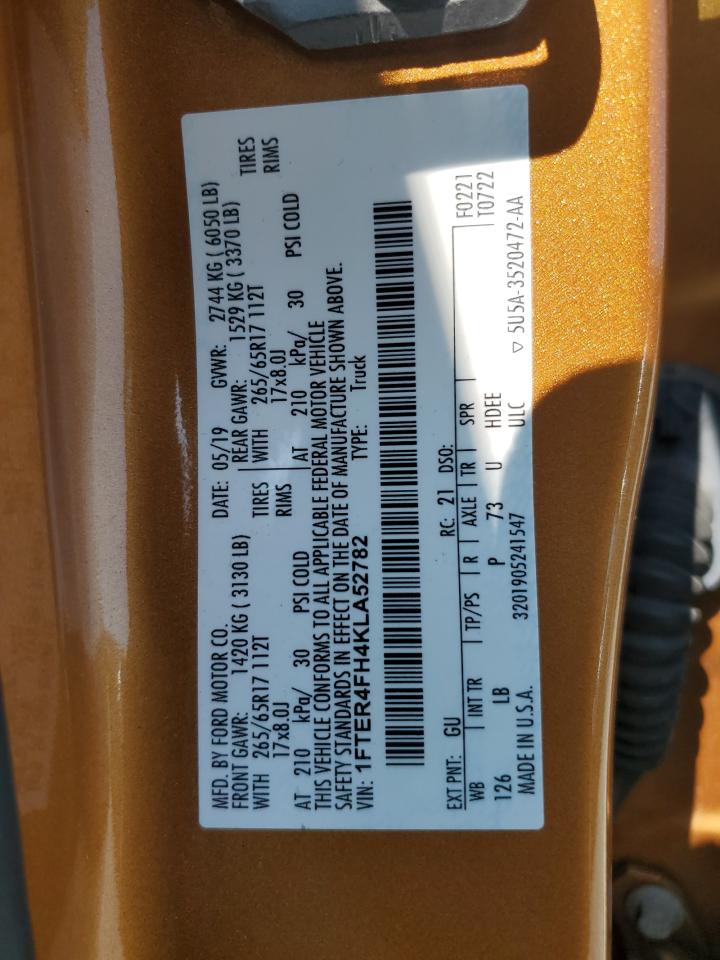 MFD. BY FORD MOTOR CO. DATE: 05/19 GVWR: 2744 KG ( 6050 LB)
FRONT GAWR: 1420 KG ( 3130 LB) REAR GAWR: 1529 KG ( 3370 LB)
WITH 265/65R17 112T TIRES WITH 265/65R17 112T TIRES
17x8.0J RIMS 17x8.0J RIMS
AT 210 kPa/ 30 PSI COLD AT 210 kPa/ 30 PSI COLD
THIS VEHICLE CONFORMS TO ALL APPLICABLE FEDERAL MOTOR VEHICLE
SAFETY STANDARDS IN EFFECT ON THE DATE OF MANUFACTURE SHOWN ABOVE.
VIN: 1FTER4FH4KLA52782 TYPE: Truck
EXT PNT: GU RC: 21 DSO: F0221
WB INT TR TP/PS R AXLE TR SPR T0722
126 LB P 73 U HDEE
MADE IN U.S.A. 3201905241547 ULC ▽ 5U5A-3520472-AA